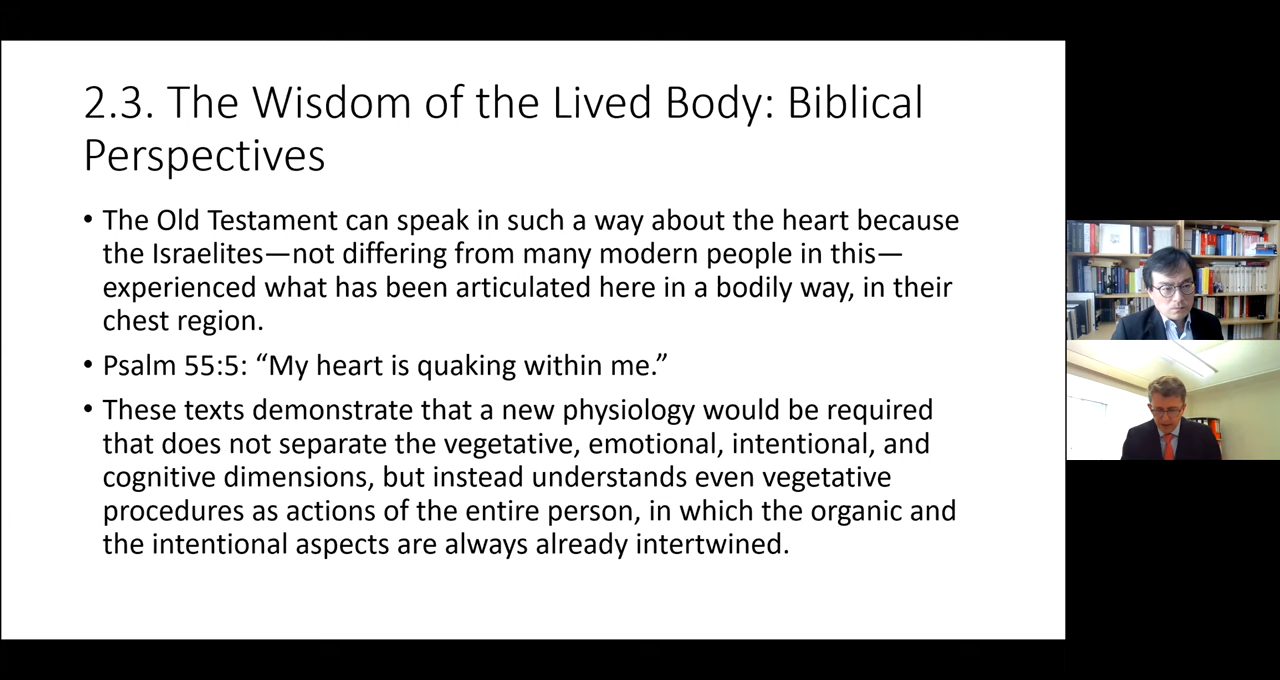 2.3. The Wisdom of the Lived Body: Biblical
Perspectives
• The Old Testament can speak in such a way about the heart because
the Israelites—not differing from many modern people in this—
experienced what has been articulated here in a bodily way, in their
chest region.
• Psalm 55:5: “My heart is quaking within me.”
• These texts demonstrate that a new physiology would be required
that does not separate the vegetative, emotional, intentional, and
cognitive dimensions, but instead understands even vegetative
procedures as actions of the entire person, in which the organic and
the intentional aspects are always already intertwined.